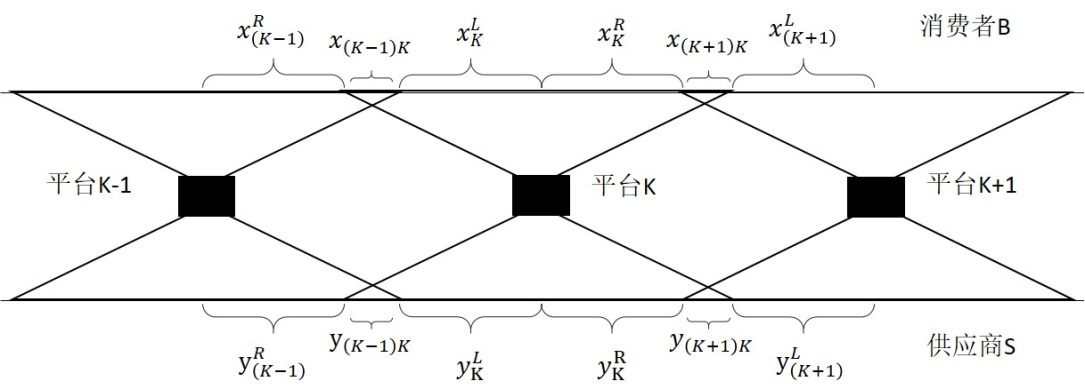 消费者B
x^R_{(K-1)} x_{(K-1)K} x^L_K x^R_K x_{(K+1)K} x^L_{(K+1)}
平台K-1 平台K 平台K+1
y^R_{(K-1)} y_{(K-1)K} y^L_K y^R_K y_{(K+1)K} y^L_{(K+1)}
供应商S